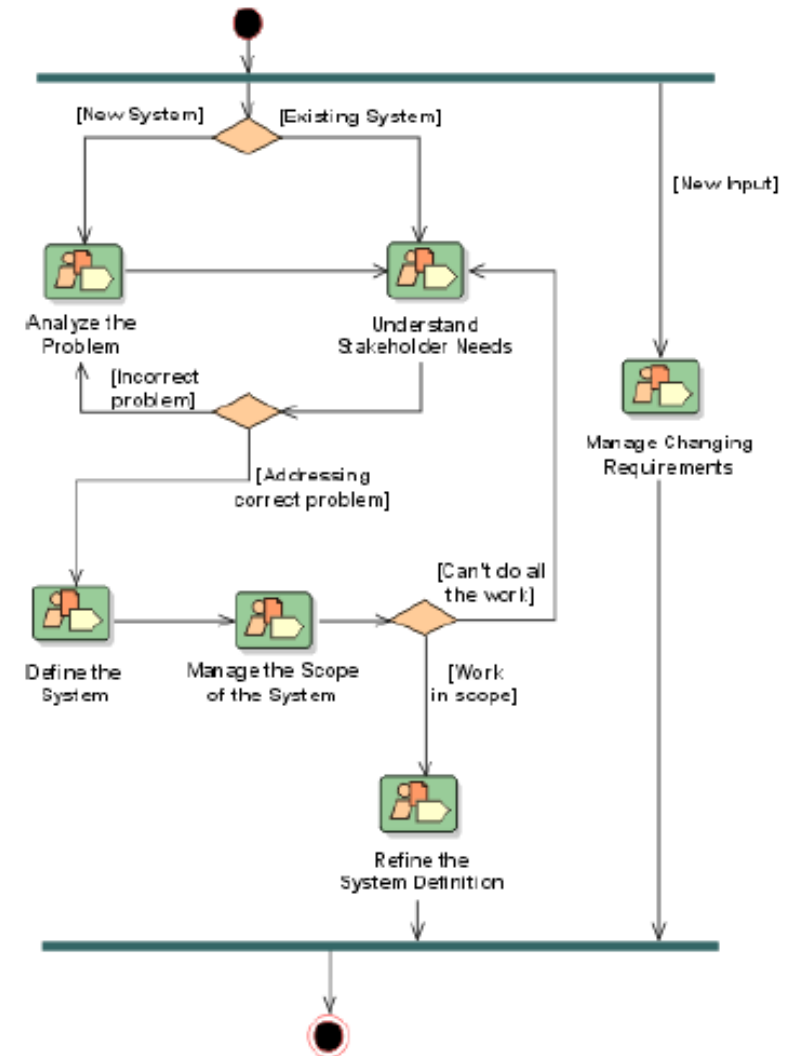 [New System]
[Existing System]
[New Input]
Analyze the
Problem
Understand
Stakeholder Needs
[Incorrect
problem]
Manage Changing
Requirements
[Addressing
correct problem]
[Can't do all
the work]
Define the
System
Manage the Scope
of the System
[Work
in scope]
Refine the
System Definition